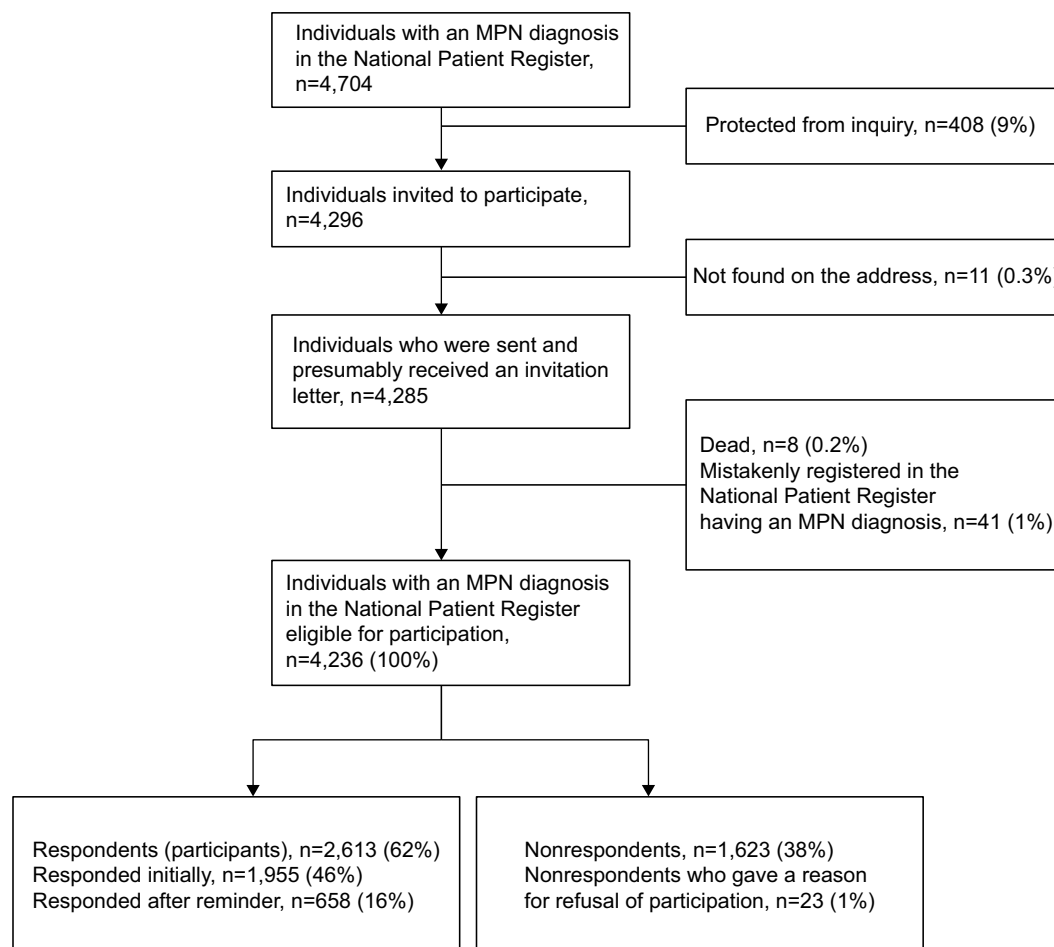 Individuals with an MPN diagnosis
in the National Patient Register,
n=4,704
Protected from inquiry, n=408 (9%)
Individuals invited to participate,
n=4,296
Not found on the address, n=11 (0.3%)
Individuals who were sent and
presumably received an invitation
letter, n=4,285
Dead, n=8 (0.2%)
Mistakenly registered in the
National Patient Register
having an MPN diagnosis, n=41 (1%)
Individuals with an MPN diagnosis
in the National Patient Register
eligible for participation,
n=4,236 (100%)
Respondents (participants), n=2,613 (62%)
Responded initially, n=1,955 (46%)
Responded after reminder, n=658 (16%)
Nonrespondents, n=1,623 (38%)
Nonrespondents who gave a reason
for refusal of participation, n=23 (1%)